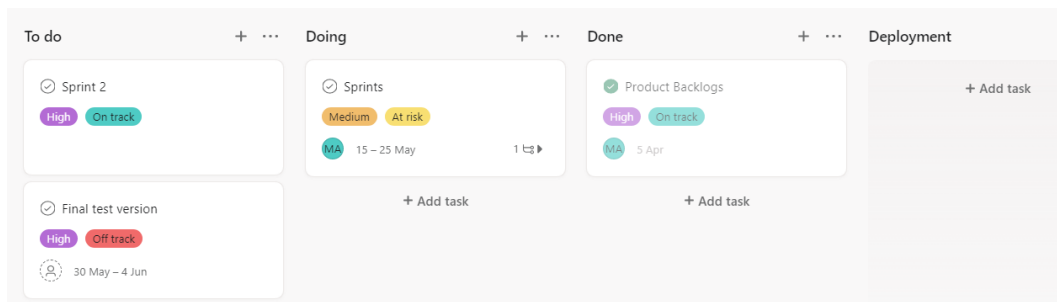 To do
Sprint 2
High On track
Final test version
High Off track
30 May – 4 Jun
Doing
Sprints
Medium At risk
MA 15 – 25 May 1
+ Add task
Done
Product Backlogs
High On track
MA 5 Apr
+ Add task
Deployment
+ Add task